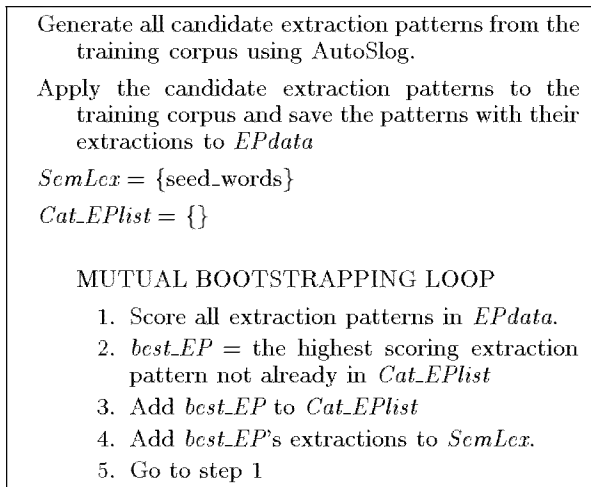 Generate all candidate extraction patterns from the
training corpus using AutoSlog.
Apply the candidate extraction patterns to the
training corpus and save the patterns with their
extractions to EPdata
SemLex = {seed_words}
Cat_EPlist = {}
MUTUAL BOOTSTRAPPING LOOP
1. Score all extraction patterns in EPdata.
2. best_EP = the highest scoring extraction
pattern not already in Cat_EPlist
3. Add best_EP to Cat_EPlist
4. Add best_EP's extractions to SemLex.
5. Go to step 1